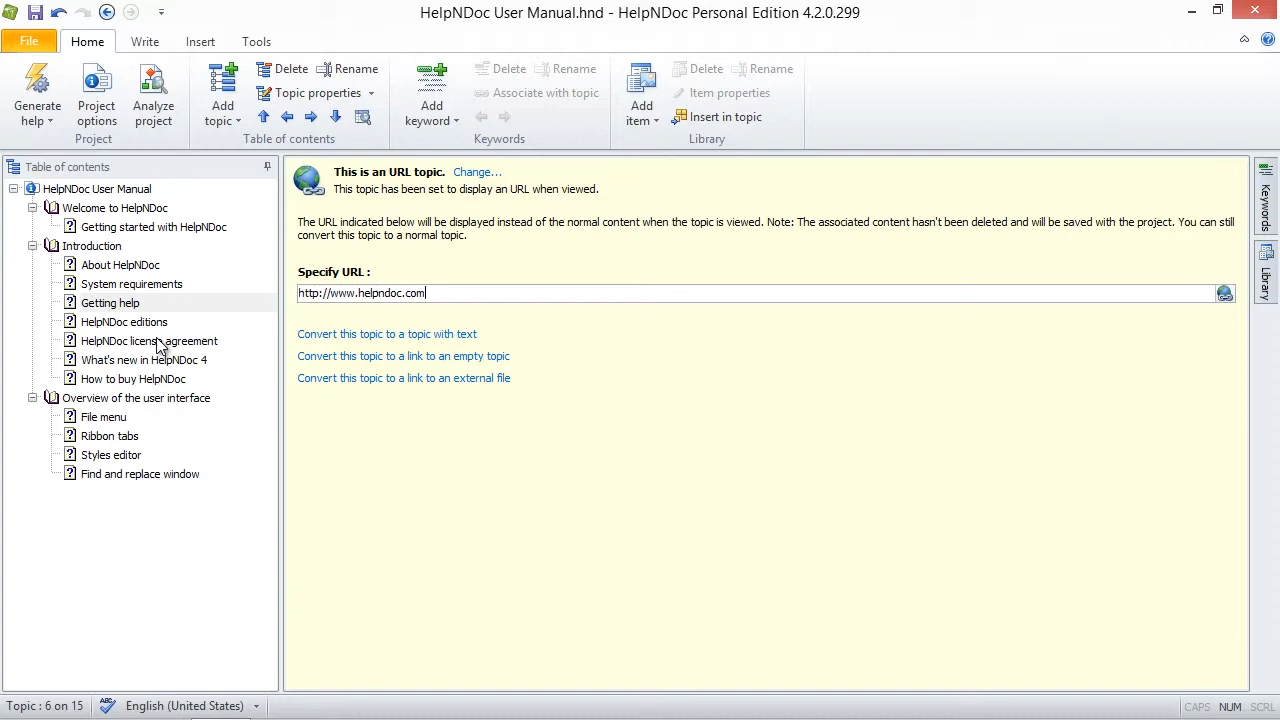 HelpNDoc User Manual.hnd - HelpNDoc Personal Edition 4.2.0.299
File Home Write Insert Tools
Delete Rename
Delete Rename
Delete Rename
Generate help Project options Analyze project Add topic Topic properties Add keyword Associate with topic Add item Item properties
Insert in topic
Project Table of contents Keywords Library
Table of contents
HelpNDoc User Manual
Welcome to HelpNDoc
Getting started with HelpNDoc
Introduction
About HelpNDoc
System requirements
Getting help
HelpNDoc editions
HelpNDoc license agreement
What's new in HelpNDoc 4
How to buy HelpNDoc
Overview of the user interface
File menu
Ribbon tabs
Styles editor
Find and replace window
This is an URL topic. Change...
This topic has been set to display an URL when viewed.
The URL indicated below will be displayed instead of the normal content when the topic is viewed. Note: The associated content hasn't been deleted and will be saved with the project. You can still
convert this topic to a normal topic.
Specify URL :
http://www.helpndoc.com
Convert this topic to a topic with text
Convert this topic to a link to an empty topic
Convert this topic to a link to an external file
Keywords
Library
Topic : 6 on 15 ABC English (United States) CAPS NUM SCRL